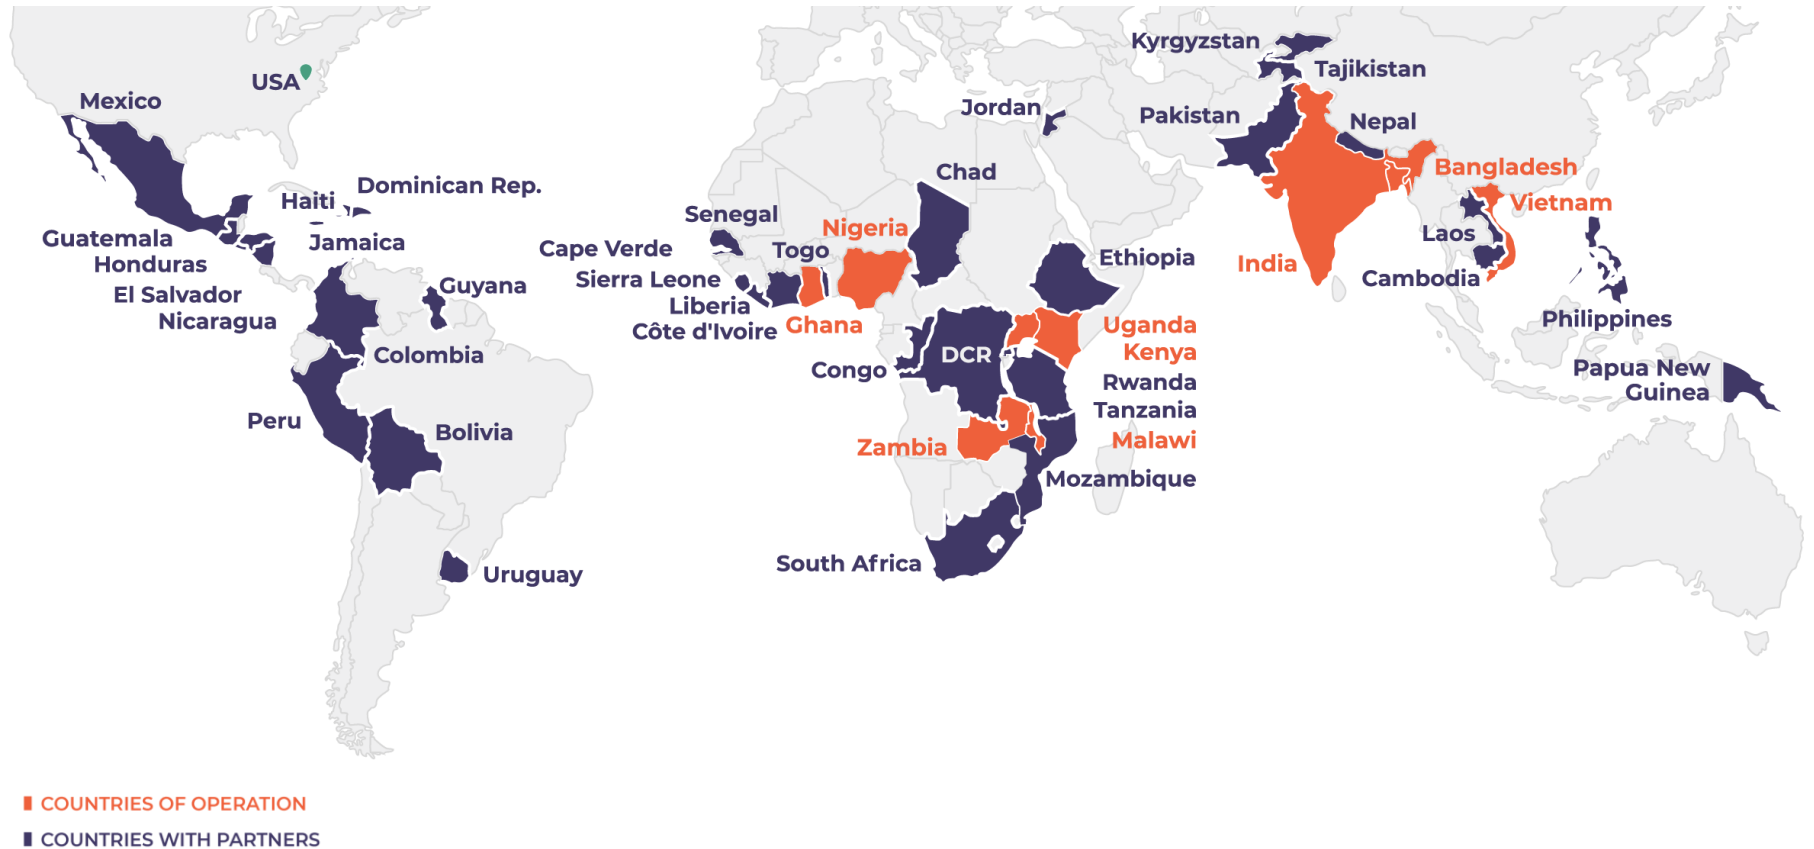 Kyrgyzstan
Tajikistan
USA
Mexico
Jordan
Pakistan
Nepal
Bangladesh
Vietnam
Laos
India
Cambodia
Philippines
Papua New
Guinea
Haiti
Dominican Rep.
Jamaica
Guatemala
Honduras
El Salvador
Nicaragua
Guyana
Colombia
Peru
Bolivia
Uruguay
Chad
Senegal
Nigeria
Cape Verde
Togo
Sierra Leone
Liberia
Côte d'Ivoire
Ghana
Ethiopia
Uganda
Kenya
DCR
Congo
Rwanda
Tanzania
Malawi
Zambia
Mozambique
South Africa
COUNTRIES OF OPERATION
COUNTRIES WITH PARTNERS